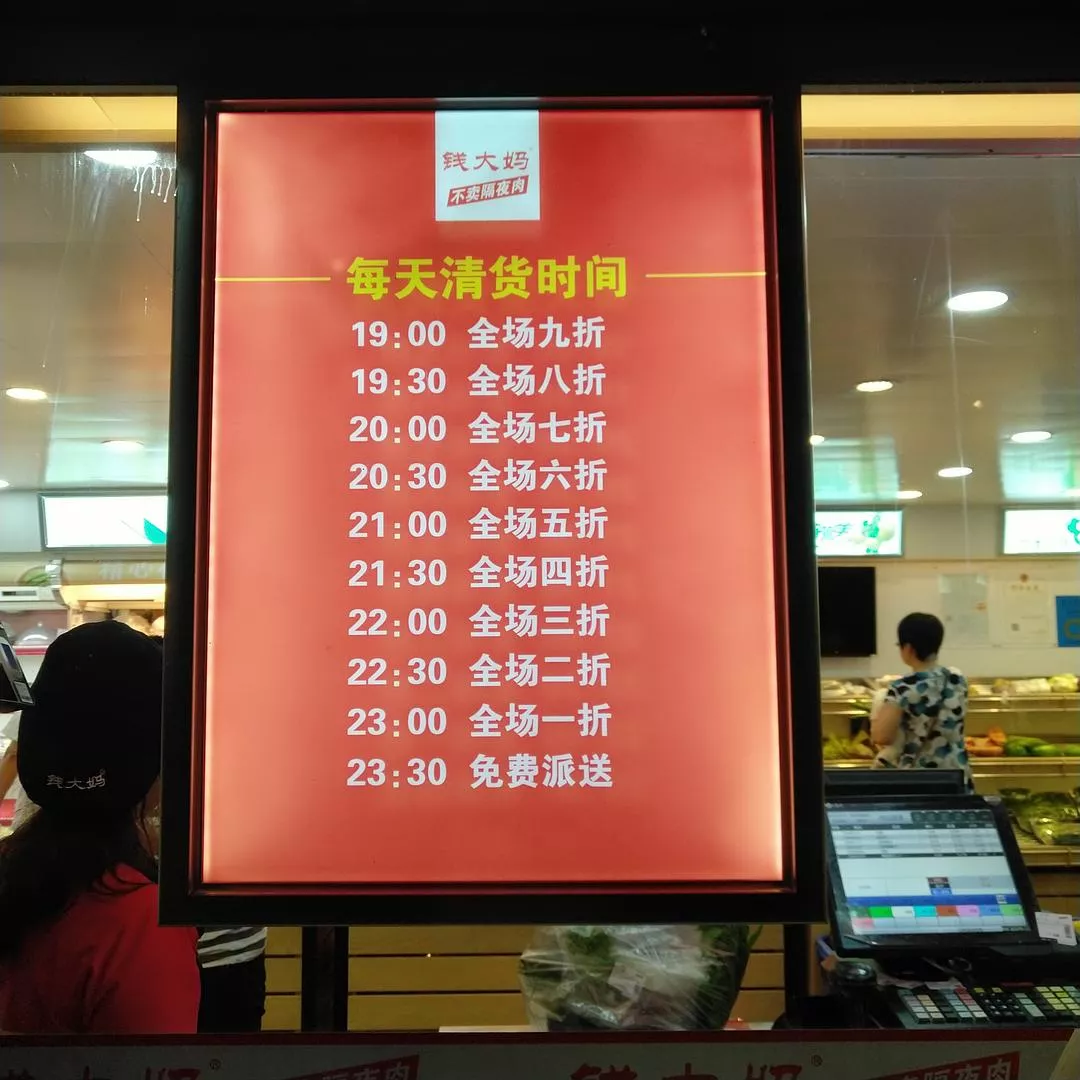 钱大妈
不卖隔夜肉
每天清货时间
19:00 全场九折
19:30 全场八折
20:00 全场七折
20:30 全场六折
21:00 全场五折
21:30 全场四折
22:00 全场三折
22:30 全场二折
23:00 全场一折
23:30 免费派送
钱大妈